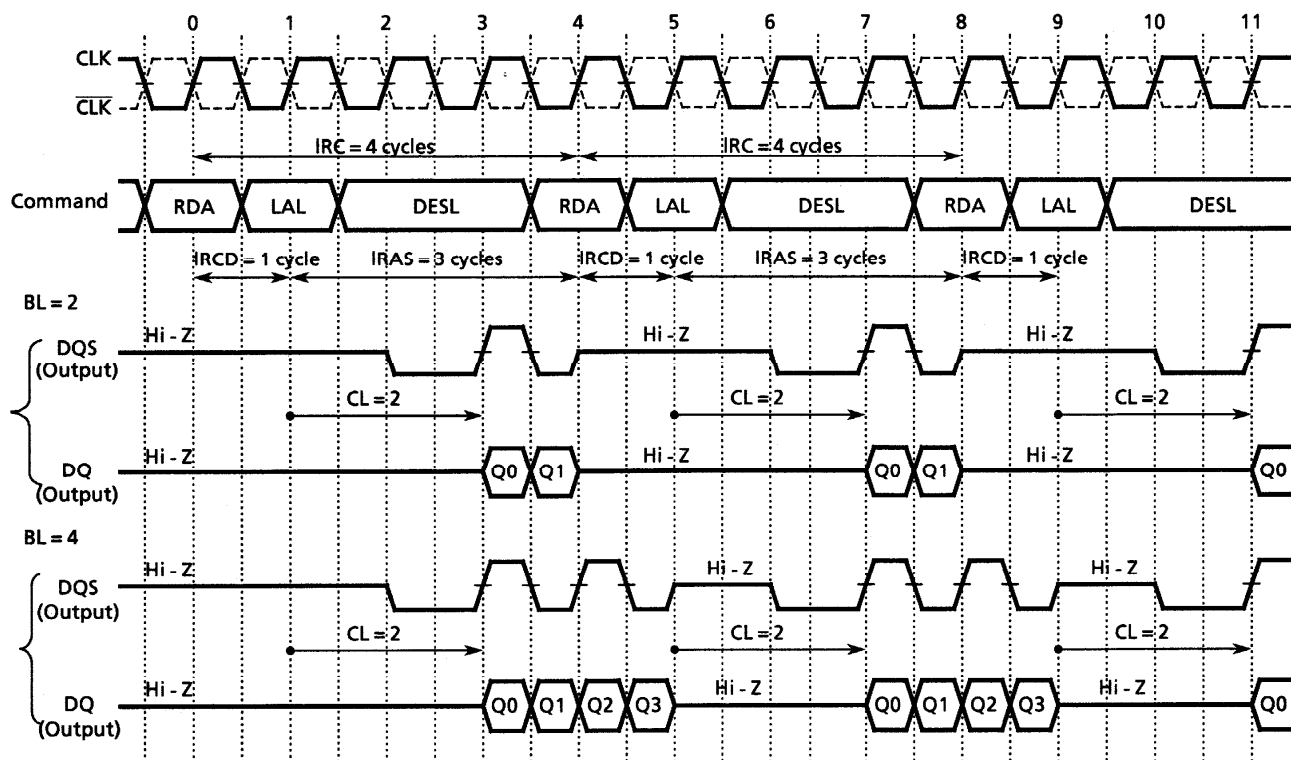 0 1 2 3 4 5 6 7 8 9 10 11
CLK
CLK
IRC = 4 cycles IRC = 4 cycles
Command RDA LAL DESL RDA LAL DESL RDA LAL DESL
IRCD = 1 cycle IRAS = 3 cycles IRCD = 1 cycle IRAS = 3 cycles IRCD = 1 cycle
BL = 2
Hi - Z Hi - Z Hi - Z
DQS
(Output)
CL = 2 CL = 2 CL = 2
Hi - Z Hi - Z Hi - Z
DQ Q0 Q1 Q0 Q1 Q0
(Output)
BL = 4
Hi - Z Hi - Z Hi - Z
DQS
(Output)
CL = 2 CL = 2 CL = 2
Hi - Z Hi - Z Hi - Z
DQ Q0 Q1 Q2 Q3 Q0 Q1 Q2 Q3 Q0
(Output)